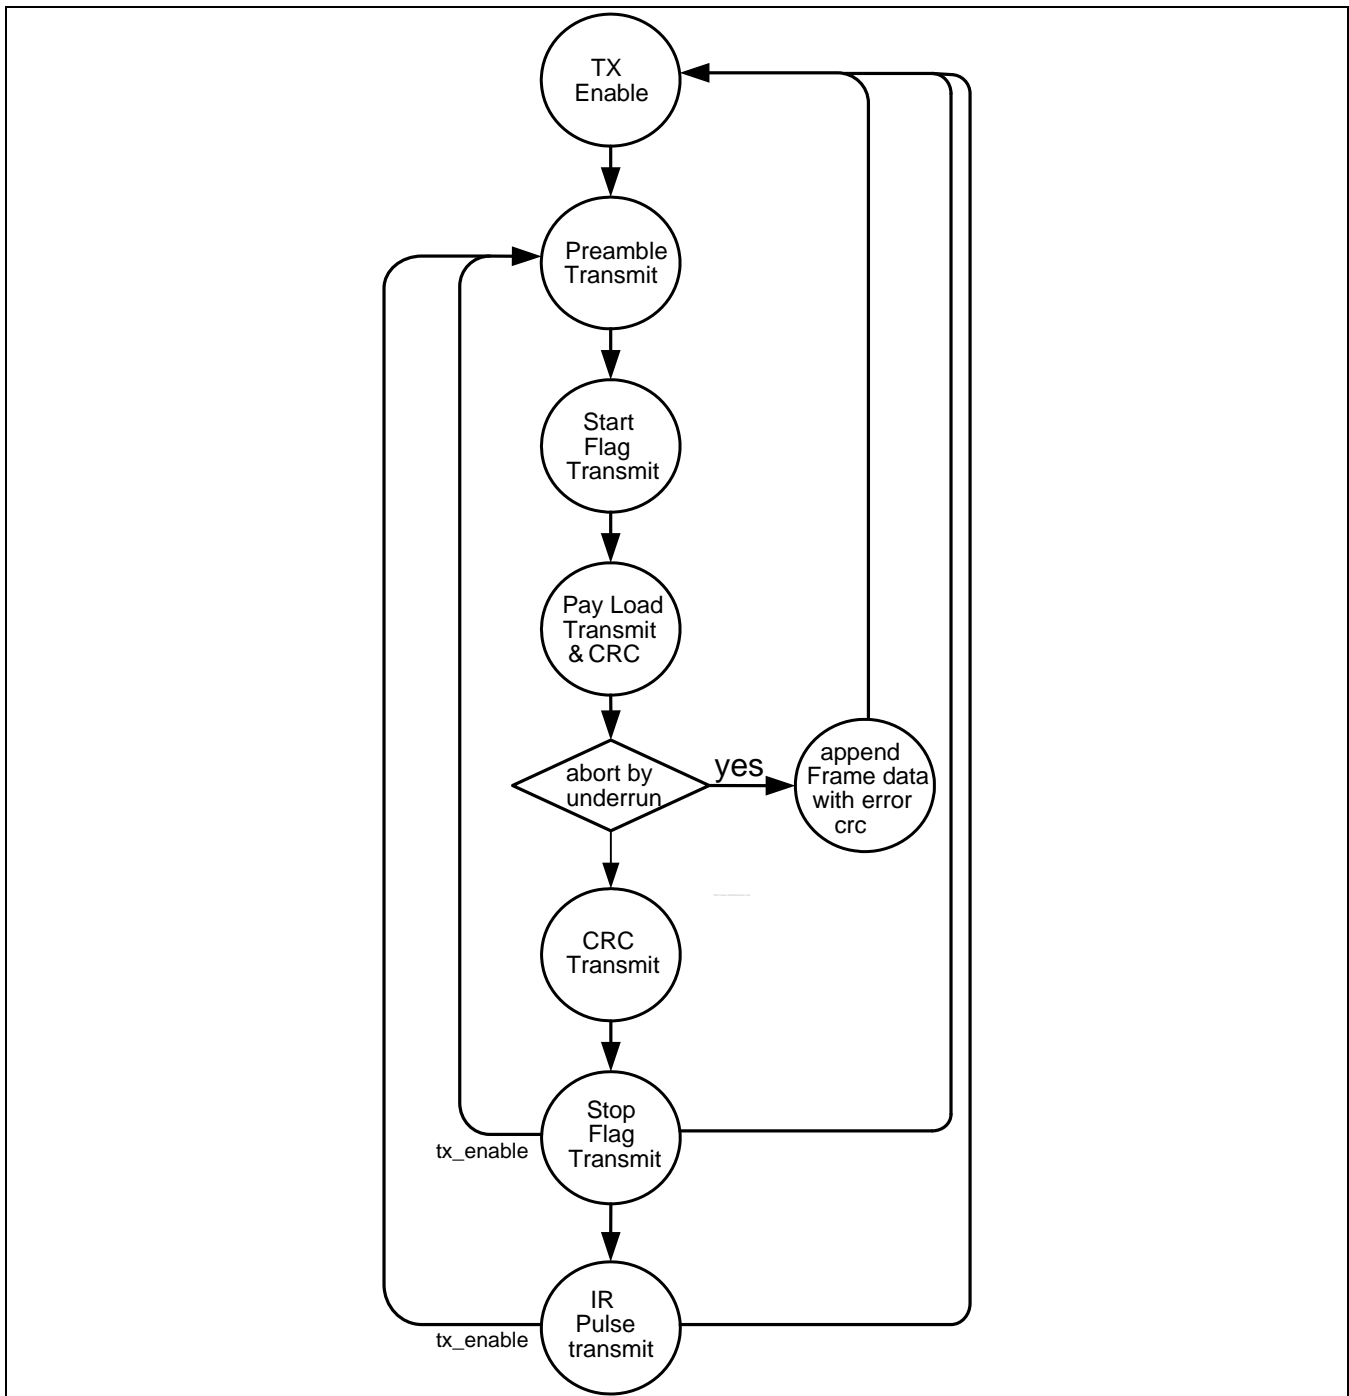 TX
Enable
Preamble
Transmit
Start
Flag
Transmit
Pay Load
Transmit
& CRC
abort by
underrun
yes
append
Frame data
with error
crc
CRC
Transmit
Stop
Flag
Transmit
tx_enable
IR
Pulse
transmit
tx_enable